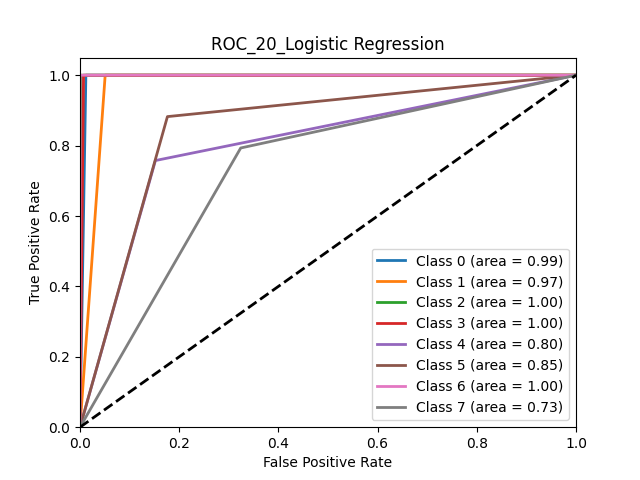 ROC_20_Logistic Regression
True Positive Rate
1.0
0.8
0.6
0.4
0.2
0.0
Class 0 (area = 0.99)
Class 1 (area = 0.97)
Class 2 (area = 1.00)
Class 3 (area = 1.00)
Class 4 (area = 0.80)
Class 5 (area = 0.85)
Class 6 (area = 1.00)
Class 7 (area = 0.73)
0.0 0.2 0.4 0.6 0.8 1.0
False Positive Rate